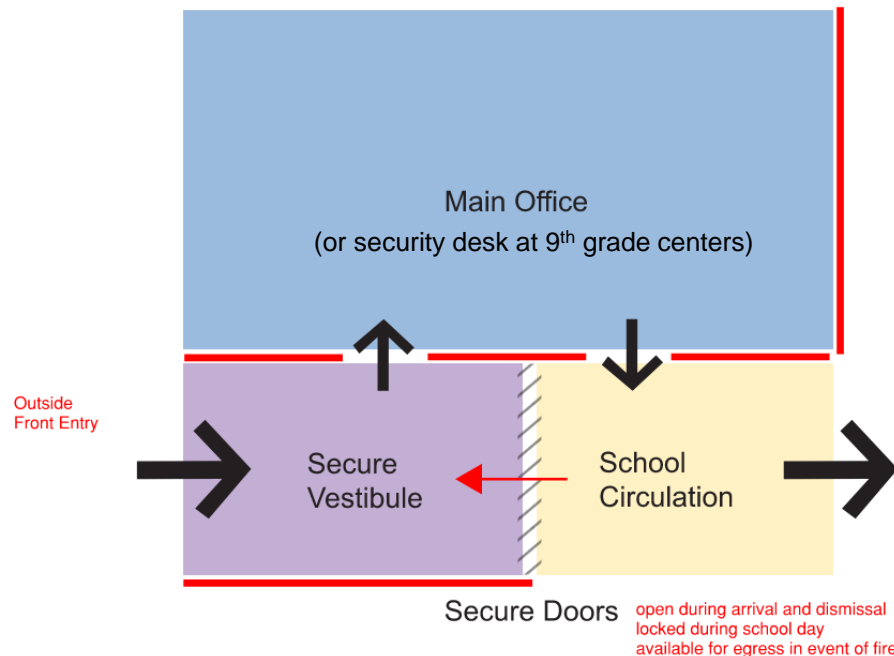 Main Office
(or security desk at 9th grade centers)
Outside
Front Entry
Secure
Vestibule
School
Circulation
Secure Doors
open during arrival and dismissal
locked during school day
available for egress in event of fire